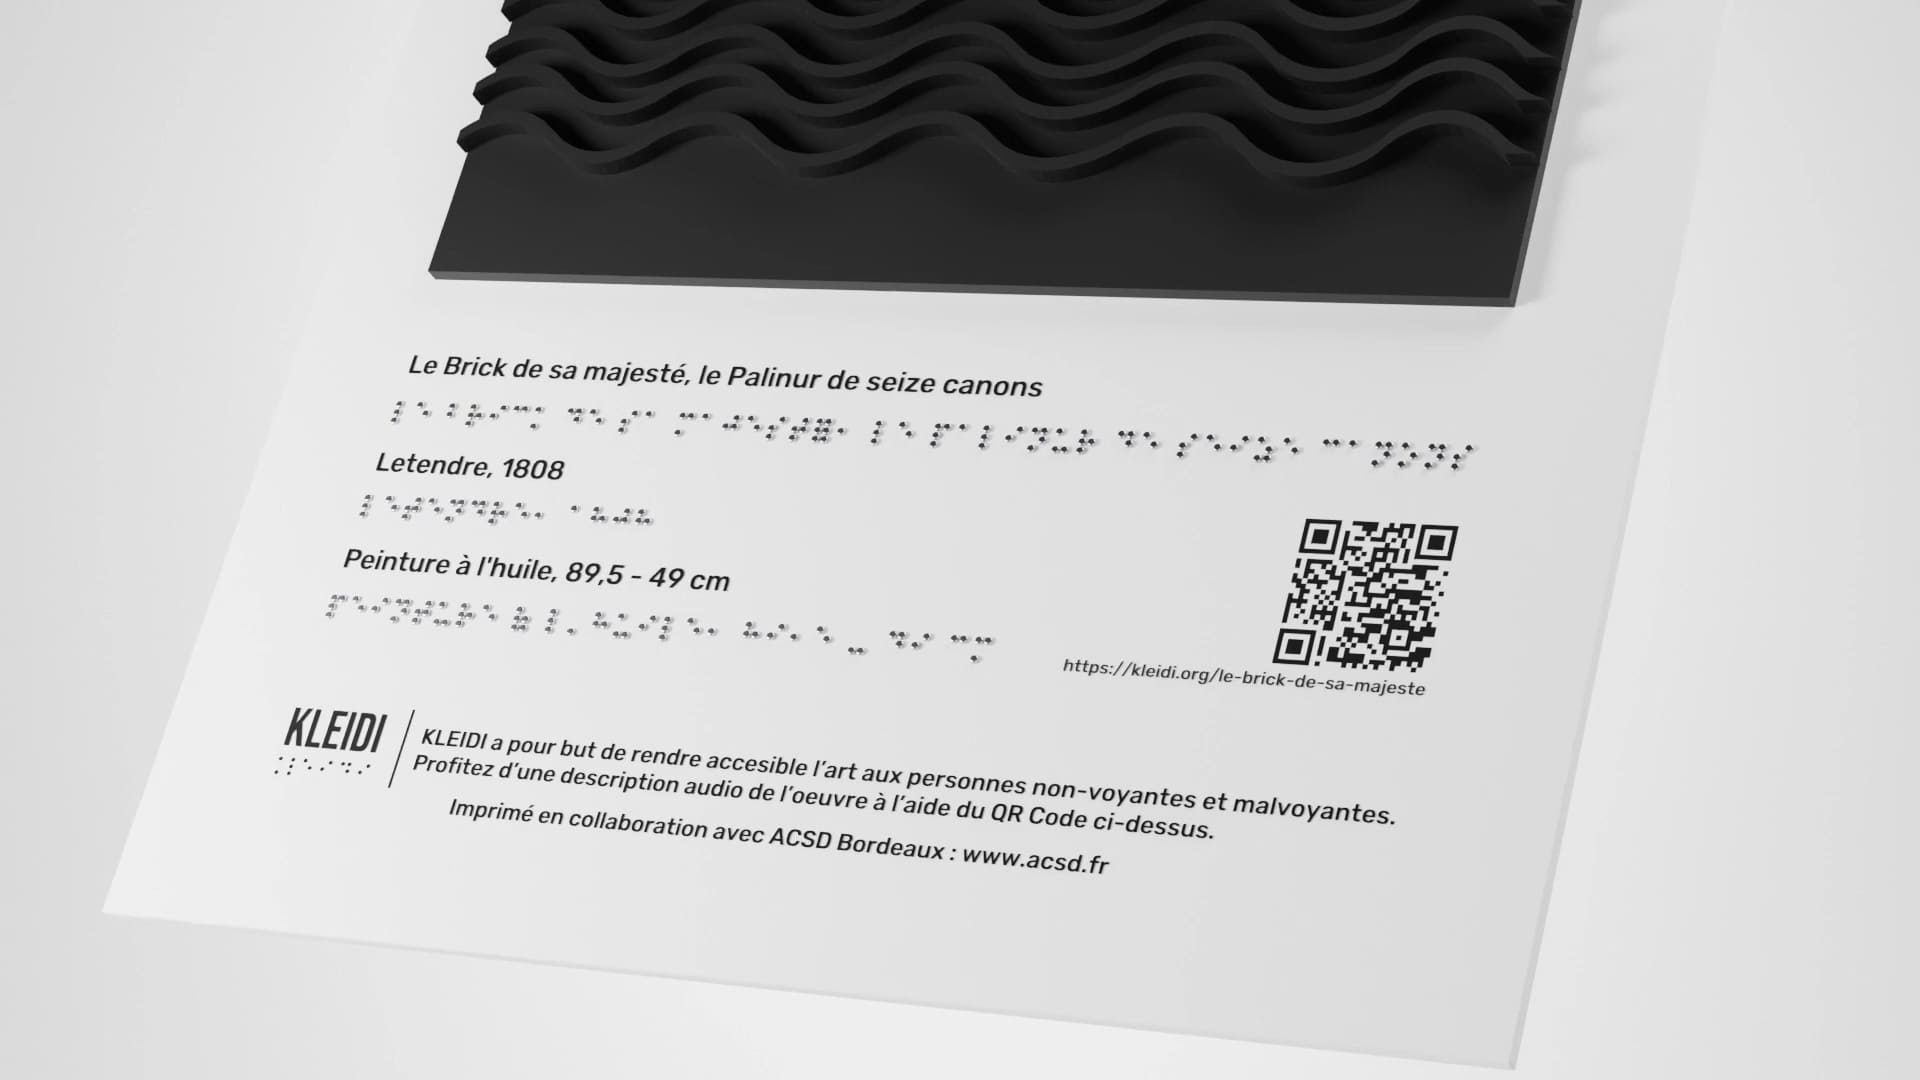 Le Brick de sa majesté, le Palinur de seize canons
Letendre, 1808
Peinture à l'huile, 89,5 - 49 cm
https://kleidi.org/le-brick-de-sa-majeste
KLEIDI
KLEIDI a pour but de rendre accesible l'art aux personnes non-voyantes et malvoyantes.
Profitez d'une description audio de l'oeuvre à l'aide du QR Code ci-dessus.
Imprimé en collaboration avec ACSD Bordeaux : www.acsd.fr